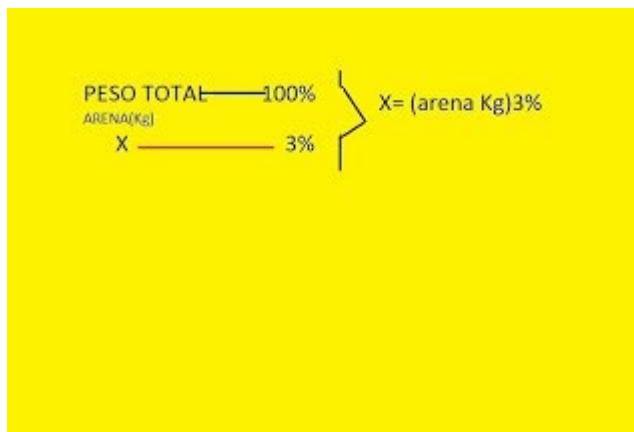 PESO TOTAL 100%
ARENA(Kg)
X 3%
X= (arena Kg)3%